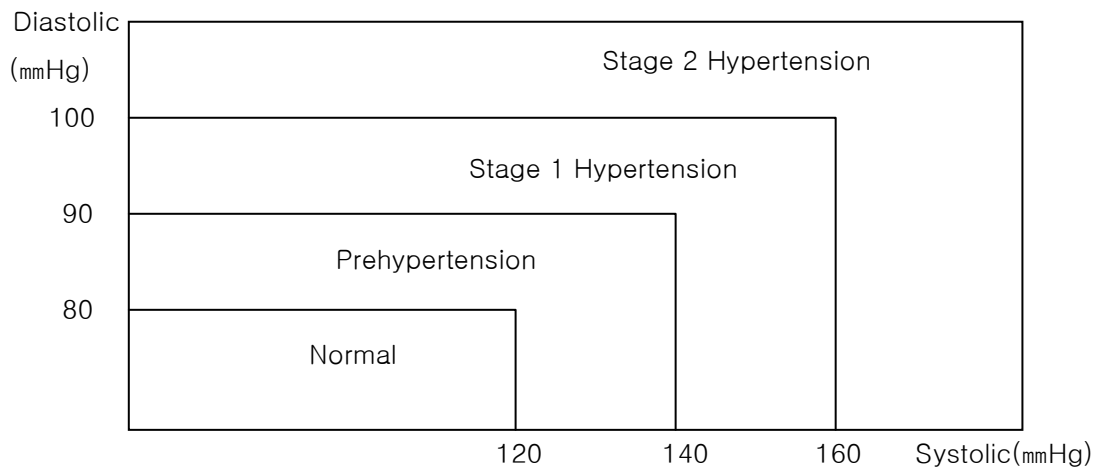 Diastolic
(㎜Hg)
Stage 2 Hypertension
100
Stage 1 Hypertension
90
Prehypertension
80
Normal
120 140 160 Systolic(㎜Hg)